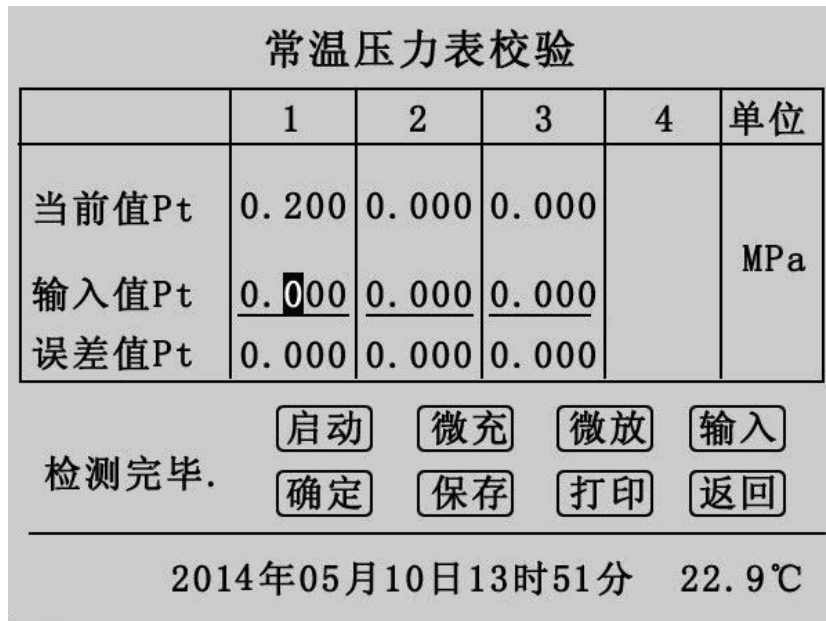 常温压力表校验
1 2 3 4 单位
当前值Pt 0.200 0.000 0.000
MPa
输入值Pt 0.000 0.000 0.000
误差值Pt 0.000 0.000 0.000
启动 微充 微放 输入
检测完毕.
确定 保存 打印 返回
2014年05月10日13时51分 22.9℃